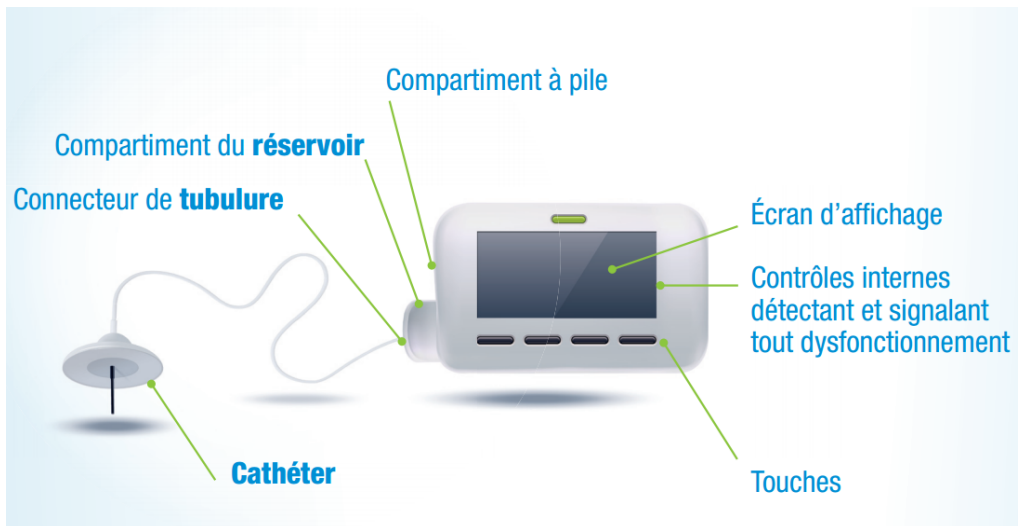 Compartiment à pile
Compartiment du réservoir
Connecteur de tubulure
Écran d’affichage
Contrôles internes
détectant et signalant
tout dysfonctionnement
Cathéter
Touches